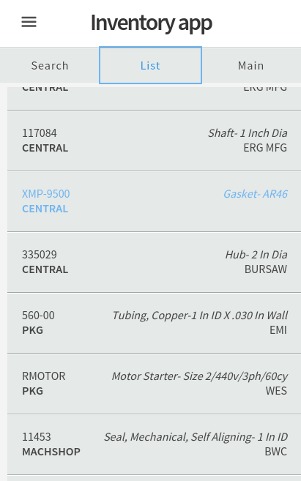 Inventory app
Search List Main
CENTRAL ERG MFG
117084 Shaft- 1 Inch Dia
CENTRAL ERG MFG
XMP-9500 Gasket- AR46
CENTRAL
335029 Hub- 2 In Dia
CENTRAL BURSAW
560-00 Tubing, Copper-1 In ID X .030 In Wall
PKG EMI
RMOTOR Motor Starter- Size 2/440v/3ph/60cy
PKG WES
11453 Seal, Mechanical, Self Aligning- 1 In ID
MACHSHOP BWC